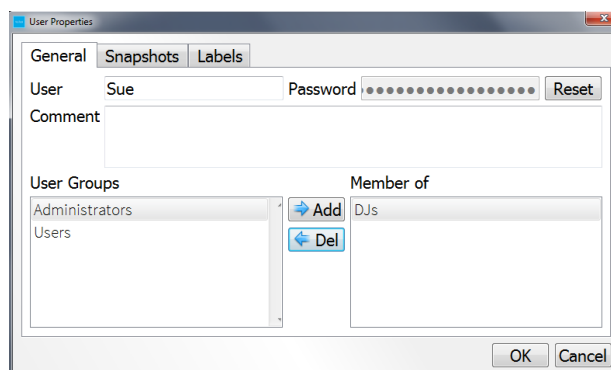 User Properties
General Snapshots Labels
User Sue Password Reset
Comment
User Groups Member of
Administrators Add DJs
Users Del
OK Cancel